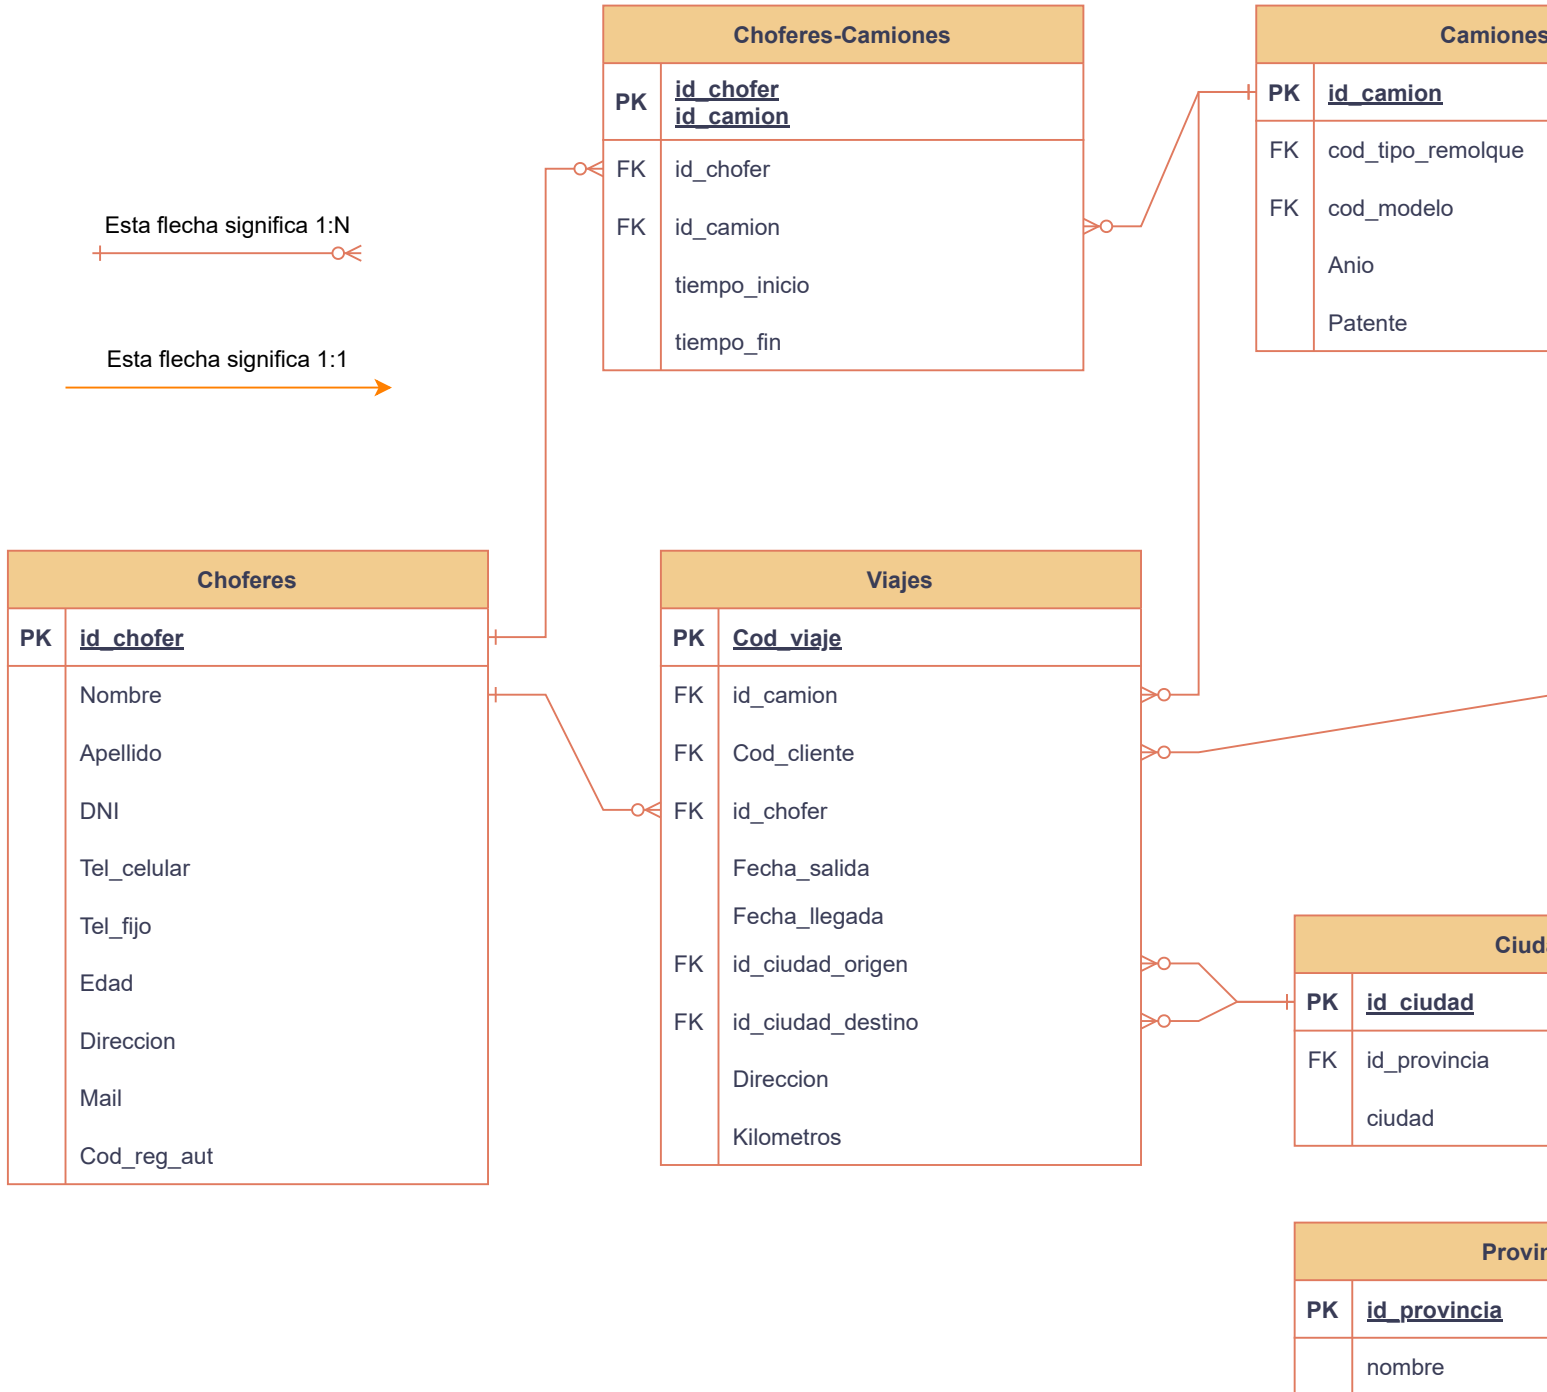 Choferes-Camiones
PK
id_chofer
id_camion
FK id_chofer
FK id_camion
tiempo_inicio
tiempo_fin
Camiones
PK id_camion
FK cod_tipo_remolque
FK cod_modelo
Anio
Patente
Esta flecha significa 1:N
Esta flecha significa 1:1
Choferes
PK id_chofer
Nombre
Apellido
DNI
Tel_celular
Tel_fijo
Edad
Direccion
Mail
Cod_reg_aut
Viajes
PK Cod_viaje
FK id_camion
FK Cod_cliente
FK id_chofer
Fecha_salida
Fecha_llegada
FK id_ciudad_origen
FK id_ciudad_destino
Direccion
Kilometros
PK id_ciudad
FK id_provincia
ciudad
PK id_provincia
nombre